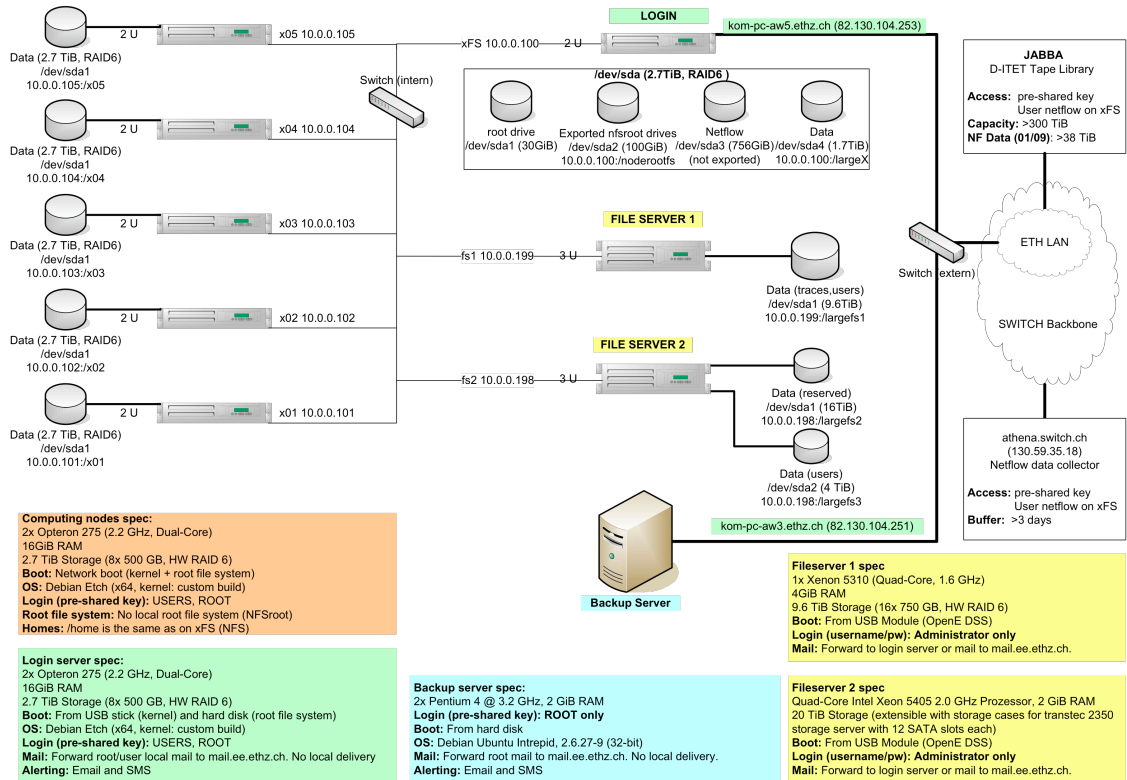 x05 10.0.0.105
2 U
Data (2.7 TiB, RAID6)
/dev/sda1
10.0.0.105:/x05
x04 10.0.0.104
2 U
Data (2.7 TiB, RAID6)
/dev/sda1
10.0.0.104:/x04
x03 10.0.0.103
2 U
Data (2.7 TiB, RAID6)
/dev/sda1
10.0.0.103:/x03
x02 10.0.0.102
2 U
Data (2.7 TiB, RAID6)
/dev/sda1
10.0.0.102:/x02
x01 10.0.0.101
2 U
Data (2.7 TiB, RAID6)
/dev/sda1
10.0.0.101:/x01
Switch (intern)
LOGIN
xFS 10.0.0.100
2 U
kom-pc-aw5.ethz.ch (82.130.104.253)
/dev/sda (2.7TiB, RAID6 )
root drive
/dev/sda1 (30GiB)
Exported nfsroot drives
/dev/sda2 (100GiB)
10.0.0.100:/noderootfs
Netflow
/dev/sda3 (756GiB)
(not exported)
Data
/dev/sda4 (1.7TiB)
10.0.0.100:/largeX
FILE SERVER 1
fs1 10.0.0.199
3 U
Data (traces,users)
/dev/sda1 (9.6TiB)
10.0.0.199:/largefs1
FILE SERVER 2
fs2 10.0.0.198
3 U
Data (reserved)
/dev/sda1 (16TiB)
10.0.0.198:/largefs2
Data (users)
/dev/sda2 (4 TiB)
10.0.0.198:/largefs3
Switch (extern)
JABBA
D-ITET Tape Library
Access: pre-shared key
User netflow on xFS
Capacity: >300 TiB
NF Data (01/09): >38 TiB
ETH LAN
SWITCH Backbone
athena.switch.ch
(130.59.35.18)
Netflow data collector
Access: pre-shared key
User netflow on xFS
Buffer: >3 days
kom-pc-aw3.ethz.ch (82.130.104.251)
Backup Server
Computing nodes spec:
2x Opteron 275 (2.2 GHz, Dual-Core)
16GiB RAM
2.7 TiB Storage (8x 500 GB, HW RAID 6)
Boot: Network boot (kernel + root file system)
OS: Debian Etch (x64, kernel: custom build)
Login (pre-shared key): USERS, ROOT
Root file system: No local root file system (NFSroot)
Homes: /home is the same as on xFS (NFS)
Login server spec:
2x Opteron 275 (2.2 GHz, Dual-Core)
16GiB RAM
2.7 TiB Storage (8x 500 GB, HW RAID 6)
Boot: From USB stick (kernel) and hard disk (root file system)
OS: Debian Etch (x64, kernel: custom build)
Login (pre-shared key): USERS, ROOT
Mail: Forward root/user local mail to mail.ee.ethz.ch. No local delivery.
Alerting: Email and SMS
Backup server spec:
2x Pentium 4 @ 3.2 GHz, 2 GiB RAM
Login (pre-shared key): ROOT only
Boot: From hard disk
OS: Debian Ubuntu Intrepid, 2.6.27-9 (32-bit)
Mail: Forward root mail to mail.ee.ethz.ch. No local delivery
Alerting: Email and SMS
Fileserver 1 spec
1x Xenon 5310 (Quad-Core, 1.6 GHz)
4GiB RAM
9.6 TiB Storage (16x 750 GB, HW RAID 6)
Boot: From USB Module (OpenE DSS)
Login (username/pw): Administrator only
Mail: Forward to login server or mail to mail.ee.ethz.ch.
Fileserver 2 spec
Quad-Core Intel Xeon 5405 2.0 GHz Prozessor, 2 GiB RAM
20 TiB Storage (extensible with storage cases for transtec 2350
storage server with 12 SATA slots each)
Boot: From USB Module (OpenE DSS)
Login (username/pw): Administrator only
Mail: Forward to login server or mail to mail.ee.ethz.ch.